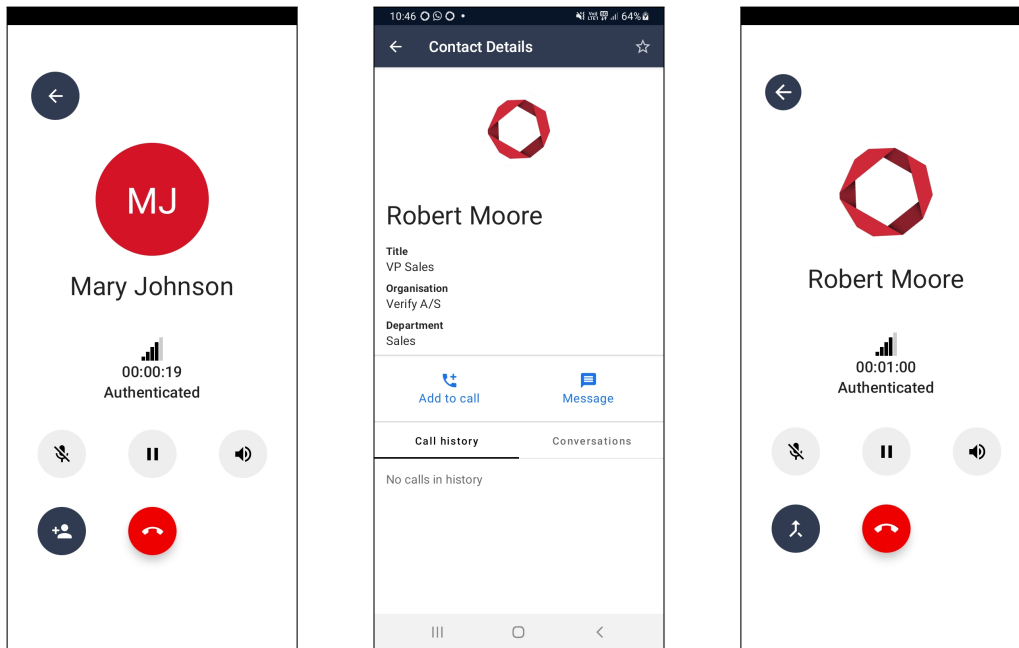 MJ
Mary Johnson
00:00:19
Authenticated
10:46 64%
Contact Details
Robert Moore
Title
VP Sales
Organisation
Verify A/S
Department
Sales
Add to call Message
Call history Conversations
No calls in history
Robert Moore
00:01:00
Authenticated